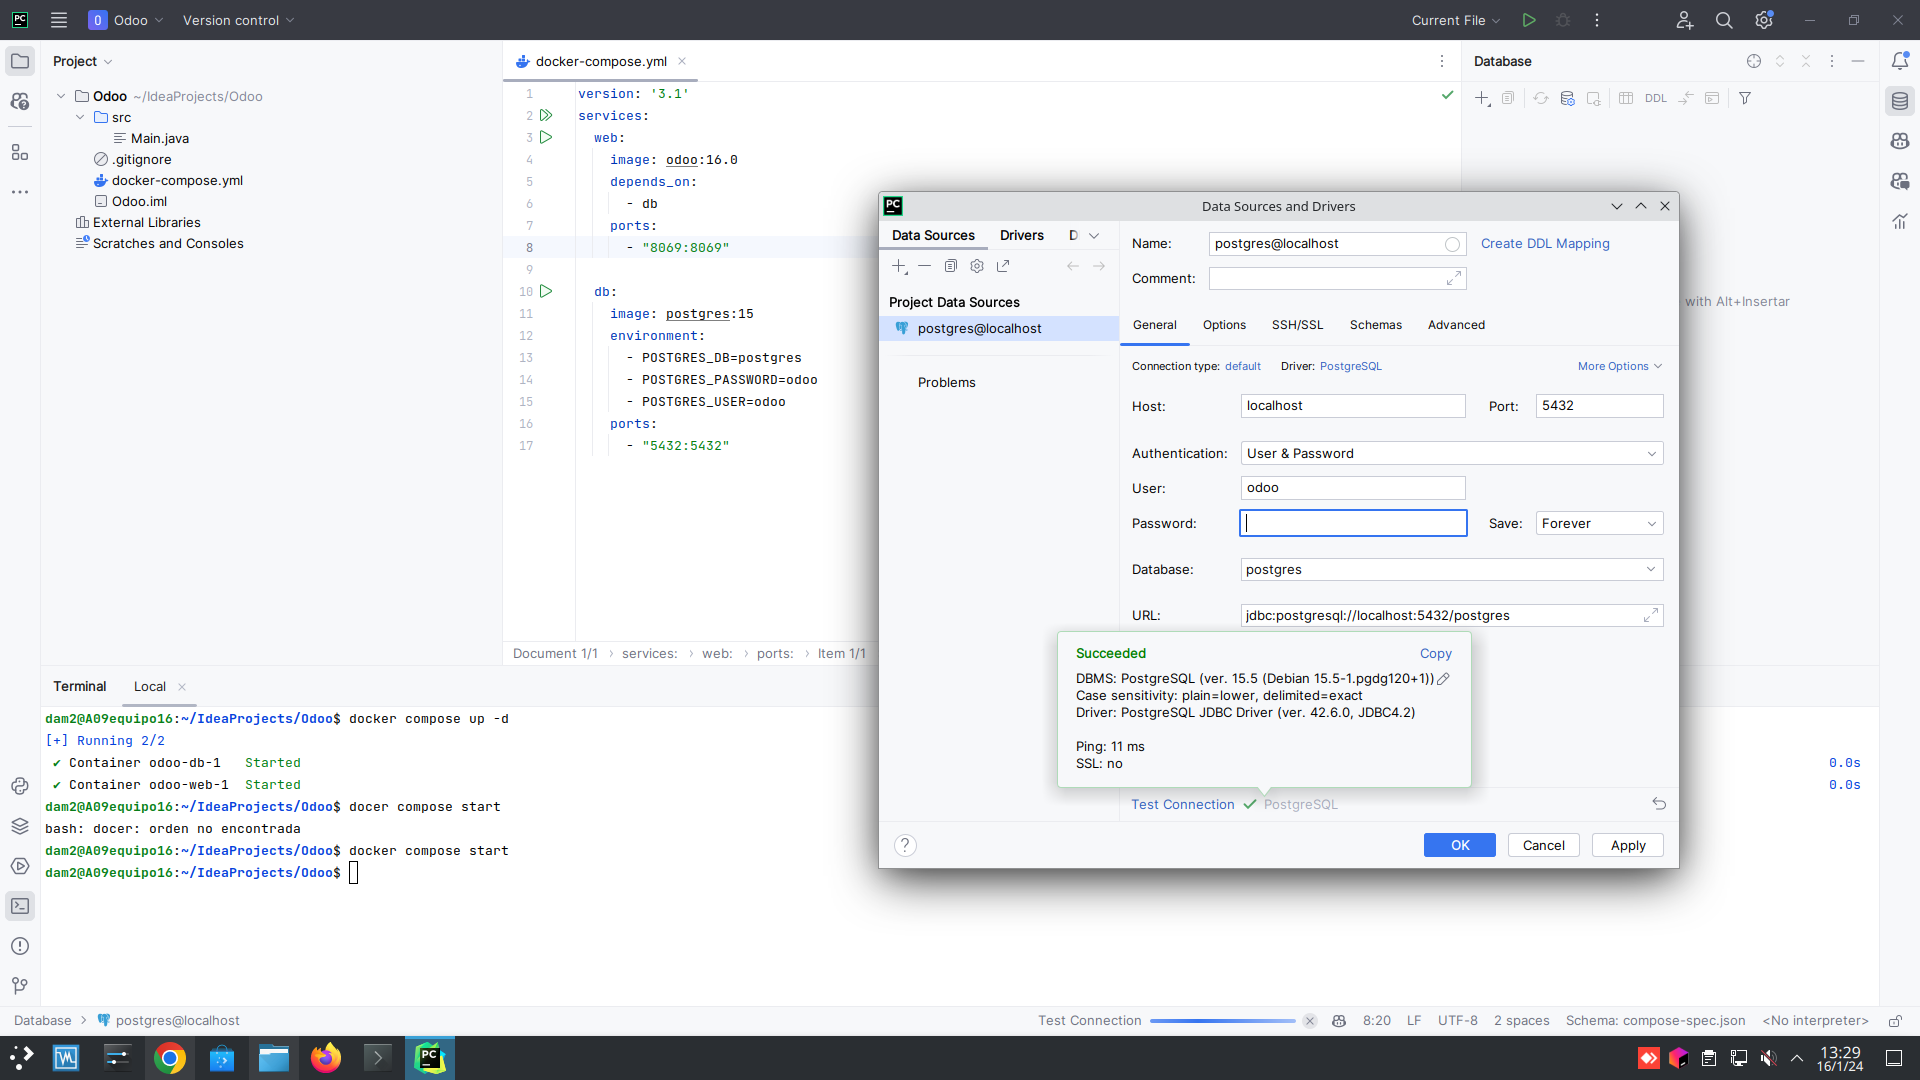 PC
O
Odoo
Version control
Current File
Project
docker-compose.yml
Database
Odoo ~/IdeaProjects/Odoo
src
Main.java
.gitignore
docker-compose.yml
Odoo.iml
External Libraries
Scratches and Consoles
1 version: '3.1'
2 services:
3 web:
4 image: odoo:16.0
5 depends_on:
6 - db
7 ports:
8 - "8069:8069"
9
10 db:
11 image: postgres:15
12 environment:
13 - POSTGRES_DB=postgres
14 - POSTGRES_PASSWORD=odoo
15 - POSTGRES_USER=odoo
16 ports:
17 - "5432:5432"
Document 1/1 › services: › web: › ports: › Item 1/1
DDL
with Alt+Insertar
PC
Data Sources and Drivers
Data Sources
Drivers
D
Project Data Sources
postgres@localhost
Problems
Name: postgres@localhost
Create DDL Mapping
Comment:
General
Options
SSH/SSL
Schemas
Advanced
Connection type: default
Driver: PostgreSQL
More Options
Host: localhost
Port: 5432
Authentication: User & Password
User: odoo
Password:
Save: Forever
Database: postgres
URL: jdbc:postgresql://localhost:5432/postgres
Succeeded
Copy
DBMS: PostgreSQL (ver. 15.5 (Debian 15.5-1.pgdg120+1))
Case sensitivity: plain=lower, delimited=exact
Driver: PostgreSQL JDBC Driver (ver. 42.6.0, JDBC4.2)
Ping: 11 ms
SSL: no
Test Connection
PostgreSQL
?
OK
Cancel
Apply
Terminal
Local
dam2@A09equipo16:~/IdeaProjects/Odoo$ docker compose up -d
[+] Running 2/2
✔ Container odoo-db-1 Started 0.0s
✔ Container odoo-web-1 Started 0.0s
dam2@A09equipo16:~/IdeaProjects/Odoo$ docer compose start
bash: docer: orden no encontrada
dam2@A09equipo16:~/IdeaProjects/Odoo$ docker compose start
dam2@A09equipo16:~/IdeaProjects/Odoo$
Database › postgres@localhost
Test Connection
8:20
LF
UTF-8
2 spaces
Schema: compose-spec.json
<No interpreter>
PC
13:29
16/1/24